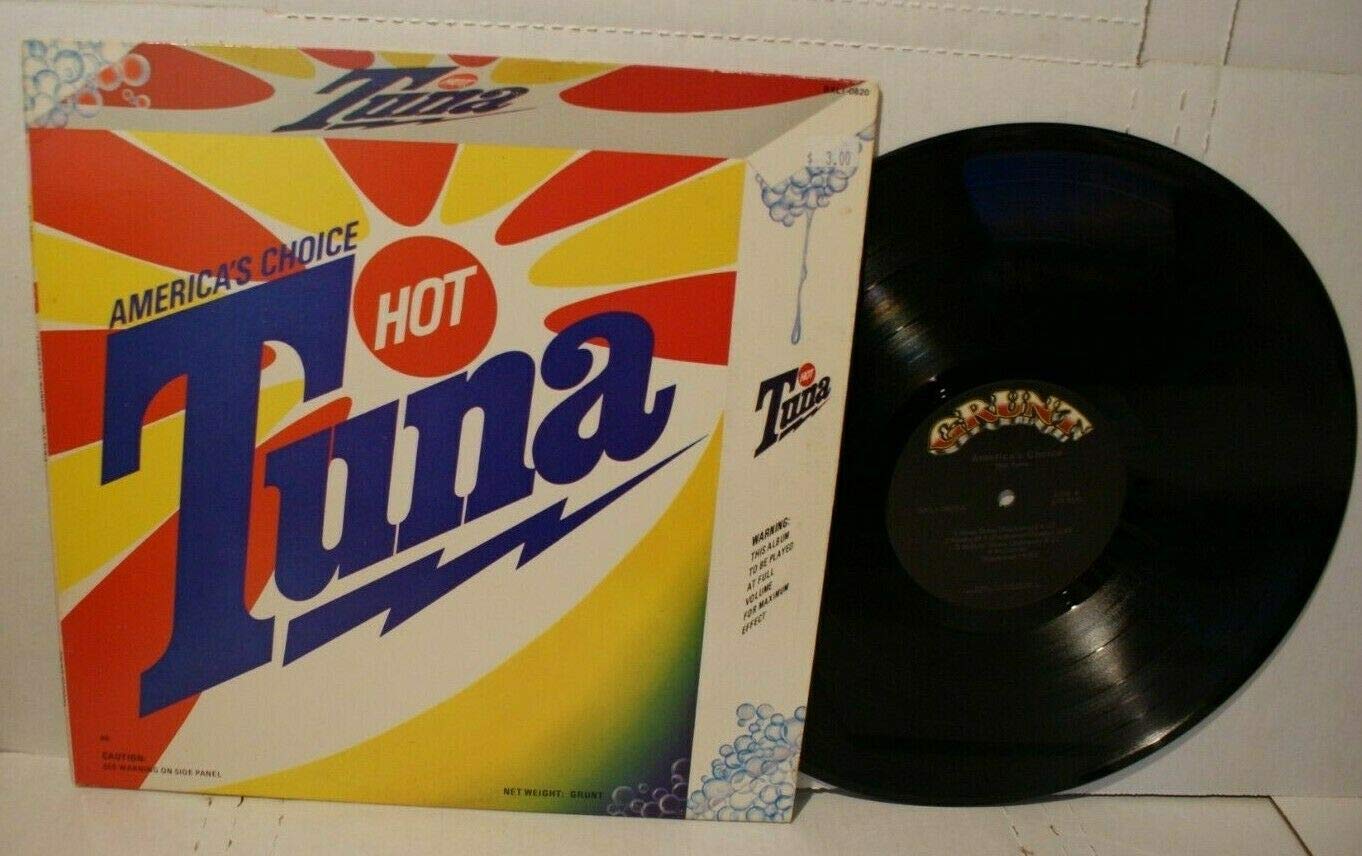 HOT
Tuna
BXL1-0820
$ 3.00
AMERICA'S CHOICE
HOT
Tuna
HOT
Tuna
WARNING:
THIS ALBUM
TO BE PLAYED
AT FULL
VOLUME
FOR MAXIMUM
EFFECT
CAUTION:
SEE WARNING ON SIDE PANEL
NET WEIGHT: GRUNT
GRUNT
America's Choice
Hot Tuna